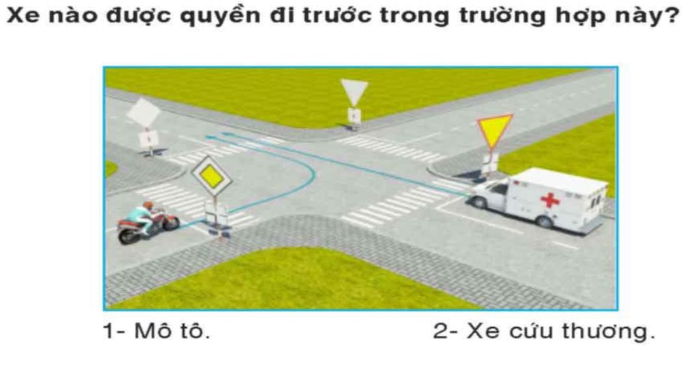 Xe nào được quyền đi trước trong trường hợp này?
1- Mô tô.
2- Xe cứu thương.